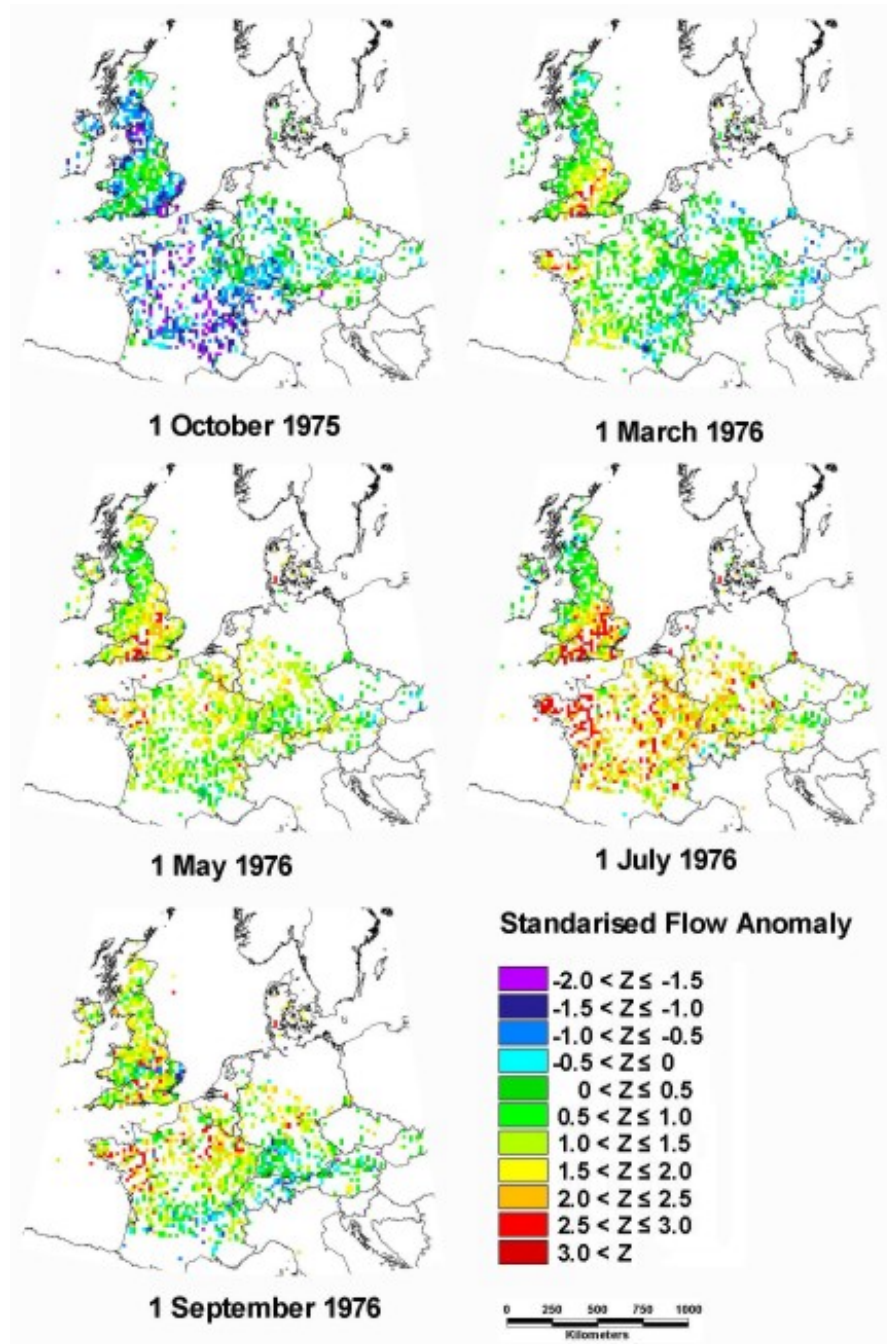 1 October 1975
1 March 1976
1 May 1976
1 July 1976
1 September 1976
Standarised Flow Anomaly
-2.0 < Z ≤ -1.5
-1.5 < Z ≤ -1.0
-1.0 < Z ≤ -0.5
-0.5 < Z ≤ 0
0 < Z ≤ 0.5
0.5 < Z ≤ 1.0
1.0 < Z ≤ 1.5
1.5 < Z ≤ 2.0
2.0 < Z ≤ 2.5
2.5 < Z ≤ 3.0
3.0 < Z
0 250 500 750 1000
Kilometers